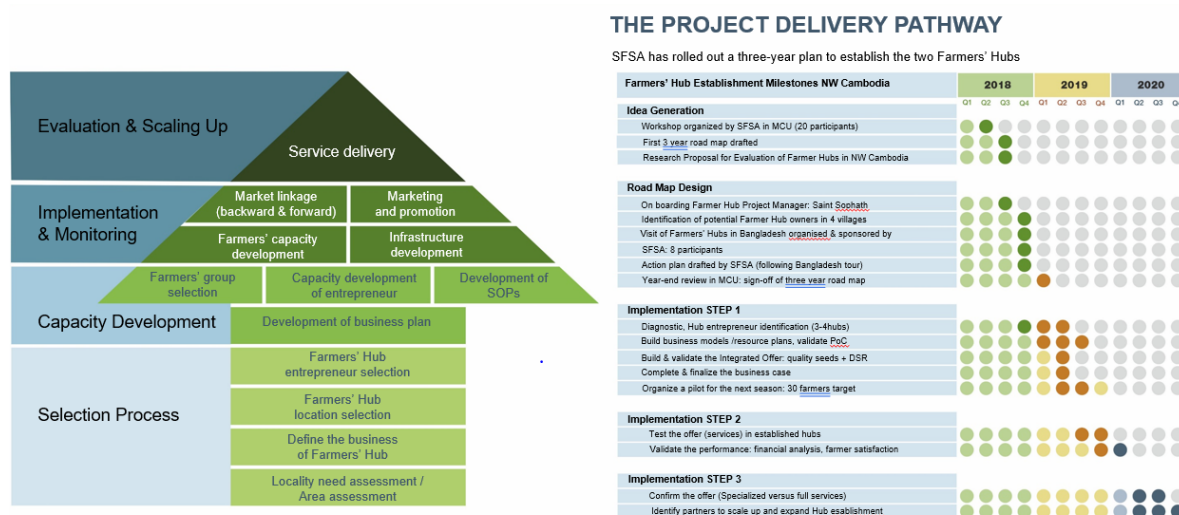 Evaluation & Scaling Up
Service delivery
Implementation
& Monitoring
Market linkage
(backward & forward)
Marketing
and promotion
Farmers' capacity
development
Infrastructure
development
Farmers' group
selection
Capacity development
of entrepreneur
Development of
SOPs
Capacity Development
Development of business plan
Selection Process
Farmers' Hub
entrepreneur selection
Farmers' Hub
location selection
Define the business
of Farmers' Hub
Locality need assessment /
Area assessment
THE PROJECT DELIVERY PATHWAY
SFSA has rolled out a three-year plan to establish the two Farmers' Hubs
Farmers' Hub Establishment Milestones NW Cambodia
2018 2019 2020
Q1 Q2 Q3 Q4 Q1 Q2 Q3 Q4 Q1 Q2 Q3
Idea Generation
Workshop organized by SFSA in MCU (20 participants)
First 3 year road map drafted
Research Proposal for Evaluation of Farmer Hubs in NW Cambodia
Road Map Design
On boarding Farmer Hub Project Manager: Saint Sophath
Identification of potential Farmer Hub owners in 4 villages
Visit of Farmers' Hubs in Bangladesh organised & sponsored by
SFSA: 8 participants
Action plan drafted by SFSA (following Bangladesh tour)
Year-end review in MCU: sign-off of three year road map
Implementation STEP 1
Diagnostic, Hub entrepreneur identification (3-4hubs)
Build business models /resource plans, validate PoC
Build & validate the Integrated Offer: quality seeds + DSR
Complete & finalize the business case
Organize a pilot for the next season: 30 farmers target
Implementation STEP 2
Test the offer (services) in established hubs
Validate the performance: financial analysis, farmer satisfaction
Implementation STEP 3
Confirm the offer (Specialized versus full services)
Identify partners to scale up and expand Hub esablishment